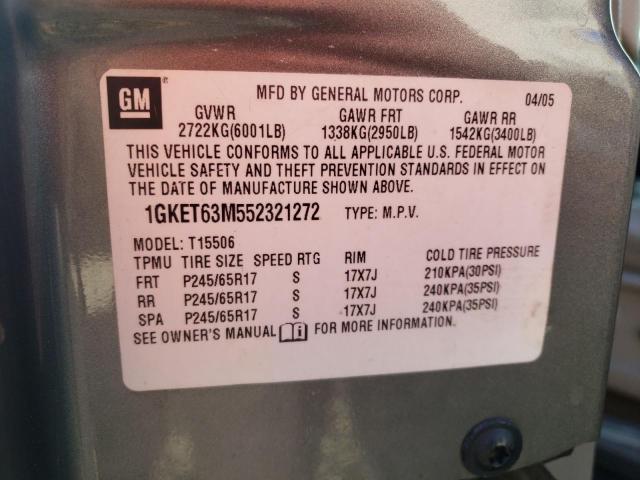 GM
MFD BY GENERAL MOTORS CORP. 04/05
GVWR GAWR FRT GAWR RR
2722KG(6001LB) 1338KG(2950LB) 1542KG(3400LB)
THIS VEHICLE CONFORMS TO ALL APPLICABLE U.S. FEDERAL MOTOR
VEHICLE SAFETY AND THEFT PREVENTION STANDARDS IN EFFECT ON
THE DATE OF MANUFACTURE SHOWN ABOVE.
1GKET63M552321272 TYPE: M.P.V.
MODEL: T15506
TPMU TIRE SIZE SPEED RTG RIM COLD TIRE PRESSURE
FRT P245/65R17 S 17X7J 210KPA(30PSI)
RR P245/65R17 S 17X7J 240KPA(35PSI)
SPA P245/65R17 S 17X7J 240KPA(35PSI)
SEE OWNER'S MANUAL FOR MORE INFORMATION.